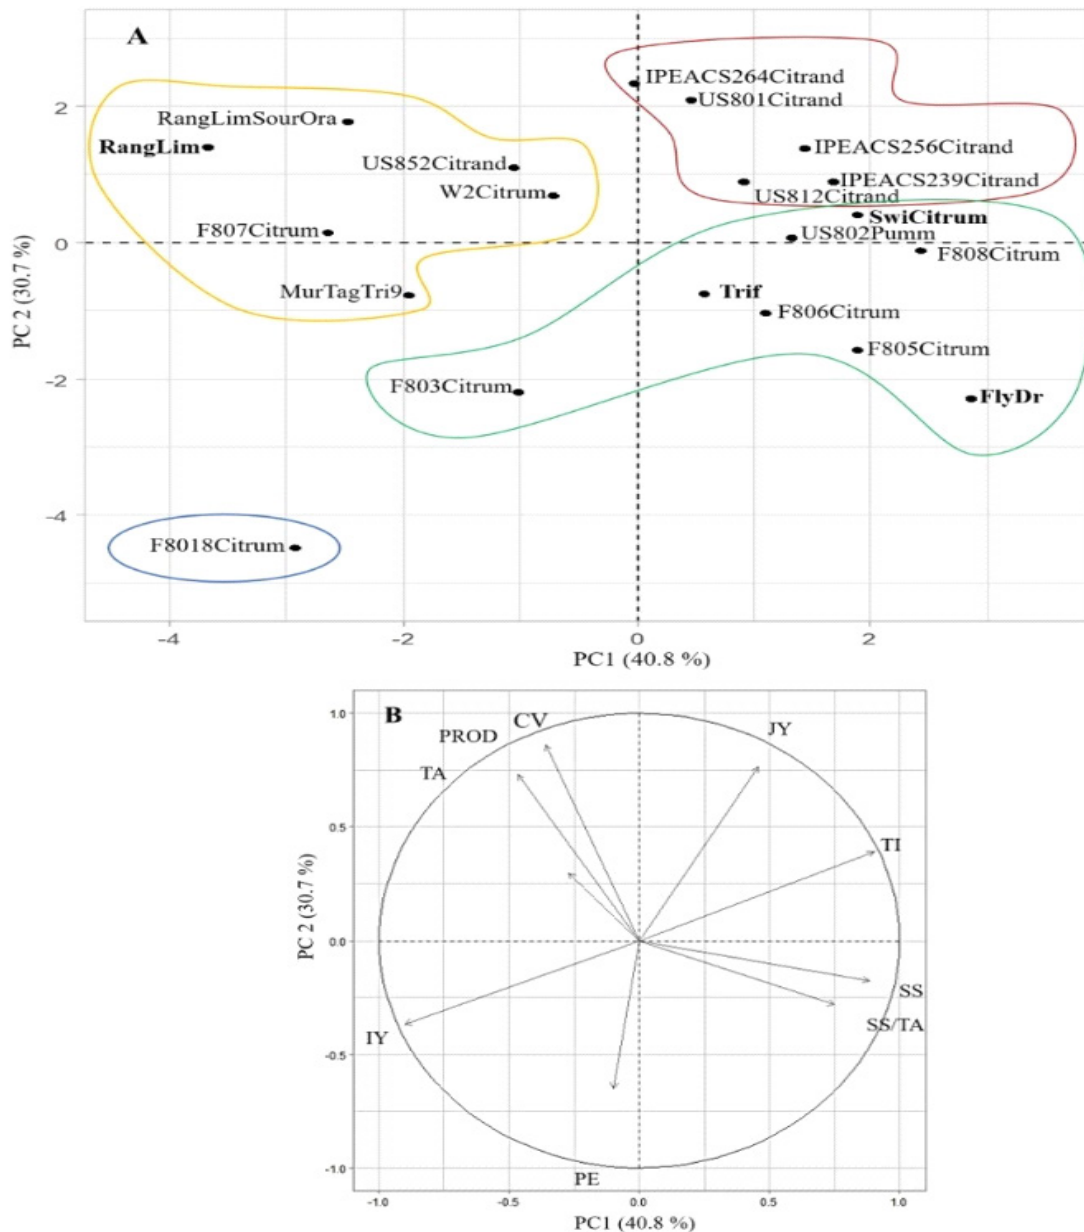 A
IPEACS264Citrand
US801Citrand
RangLimSourOra
RangLim
IPEACS256Citrand
US852Citrand
IPEACS239Citrand
W2Citrum
US812Citrand
SwiCitrum
F807Citrum
US802Pumm
F808Citrum
MurTagTri9
Trif
F806Citrum
F805Citrum
F803Citrum
FlyDr
F8018Citrum
2
0
-2
-4
PC 2 (30.7 %)
-4 -2 0 2
PC1 (40.8 %)
B
CV
JY
PROD
TA
TI
SS
SS/TA
IY
PE
1.0
0.5
0.0
-0.5
-1.0
PC 2 (30.7 %)
-1.0 -0.5 0.0 0.5 1.0
PC1 (40.8 %)